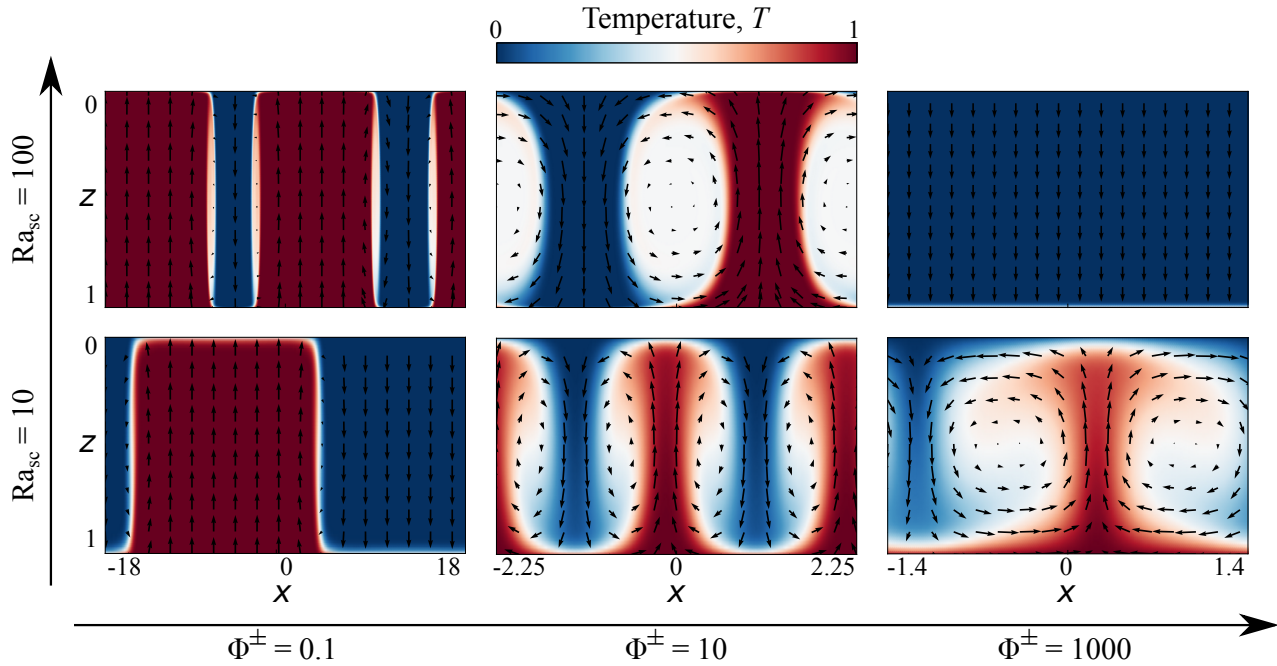 Temperature, T
0 1
Ra_sc = 100
0
z
1
Ra_sc = 10
0
z
1
-18 0 18
x
-2.25 0 2.25
x
-1.4 0 1.4
x
Φ^± = 0.1
Φ^± = 10
Φ^± = 1000